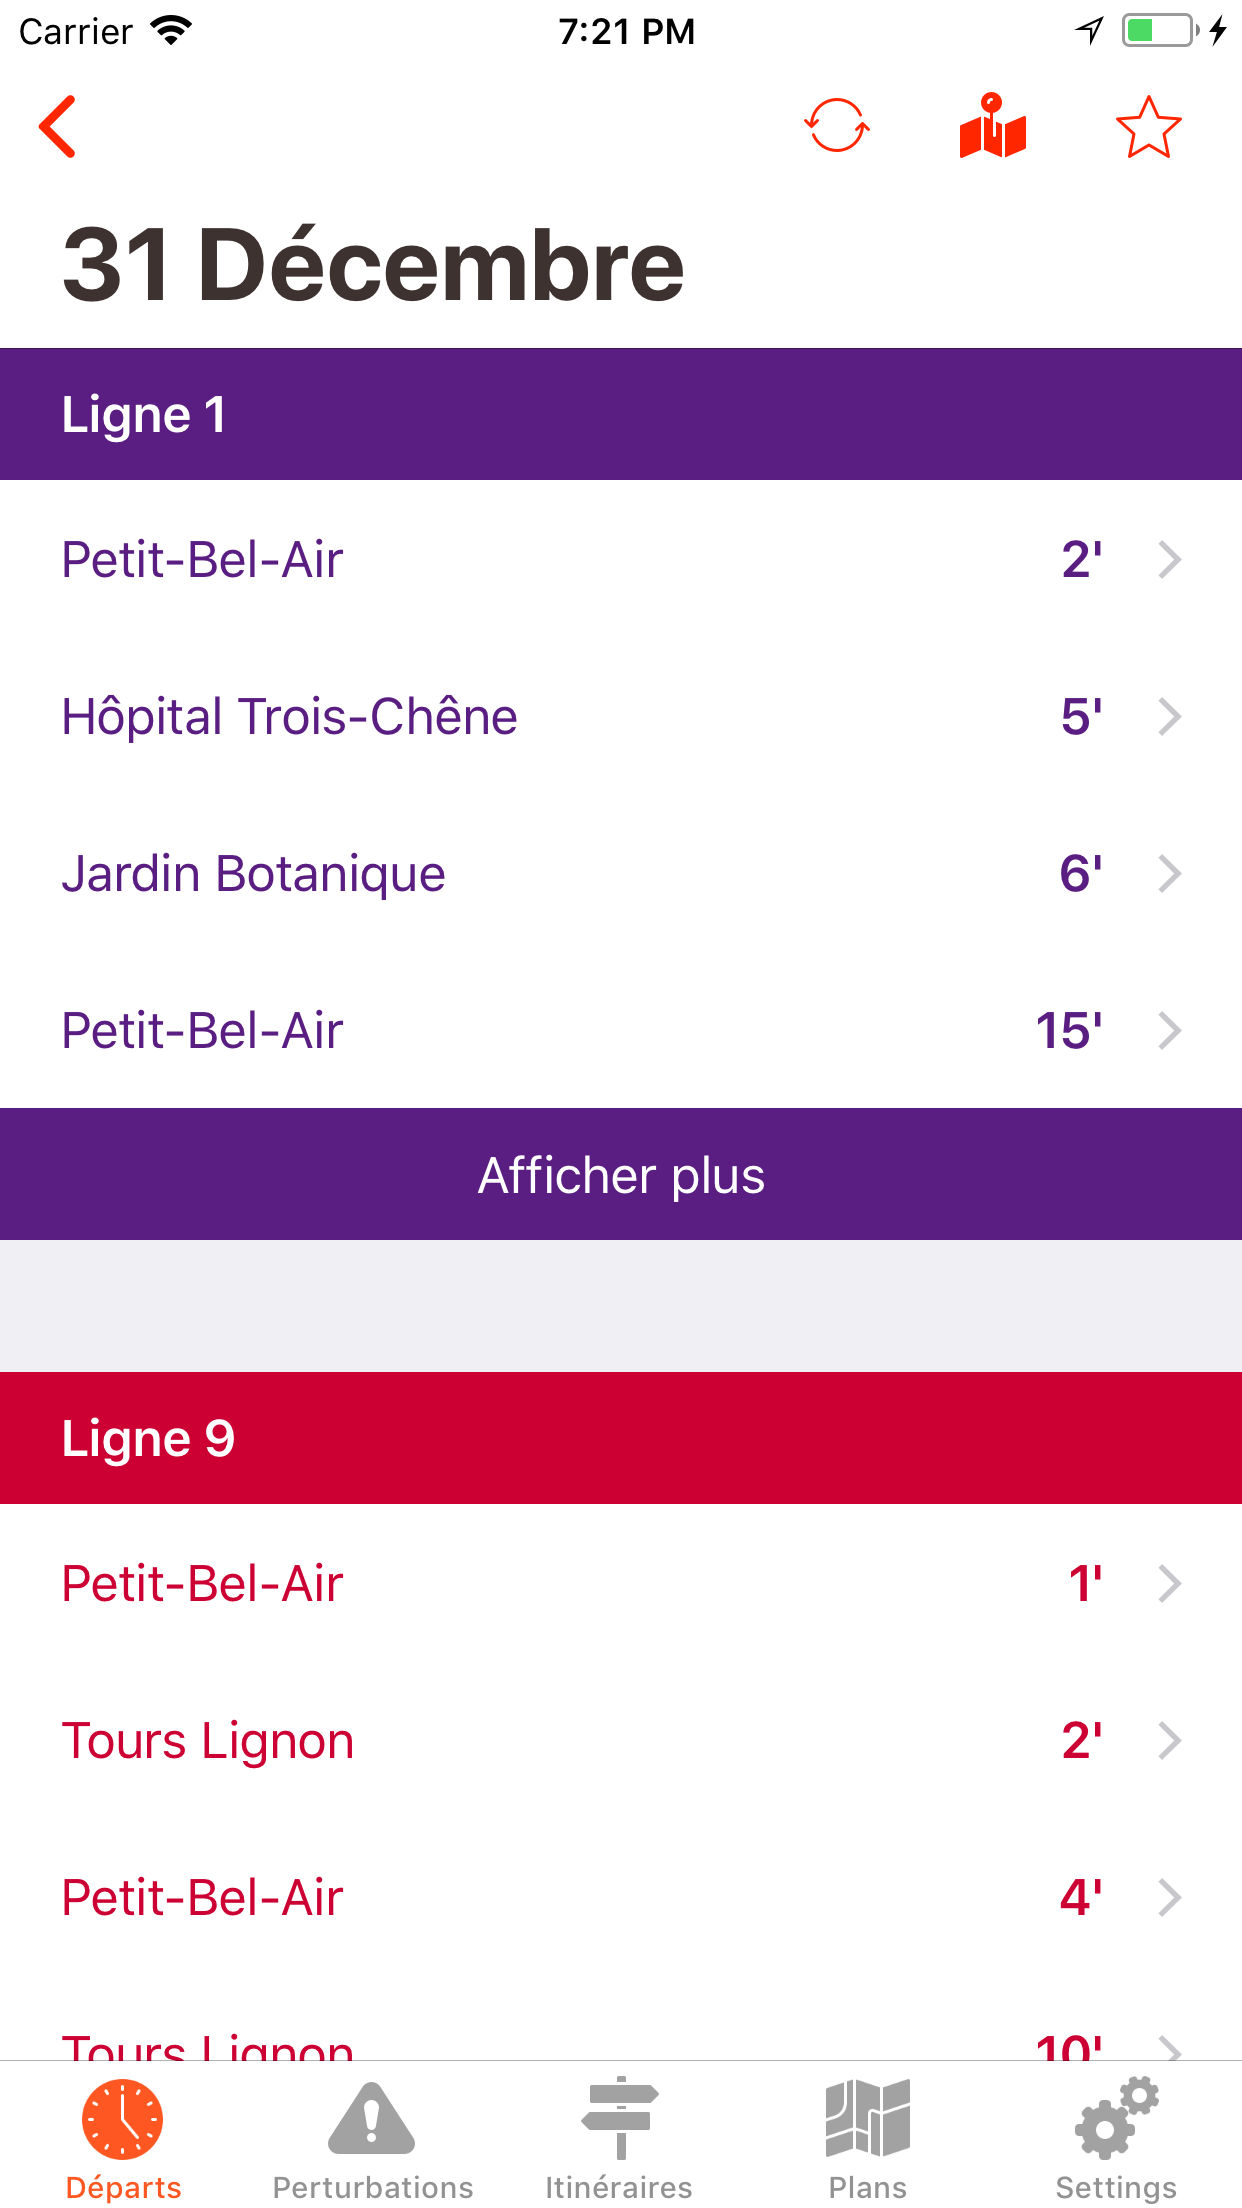 Carrier 7:21 PM
31 Décembre
Ligne 1
Petit-Bel-Air 2'
Hôpital Trois-Chêne 5'
Jardin Botanique 6'
Petit-Bel-Air 15'
Afficher plus
Ligne 9
Petit-Bel-Air 1'
Tours Lignon 2'
Petit-Bel-Air 4'
Tours Lignon 10'
Départs Perturbations Itinéraires Plans Settings